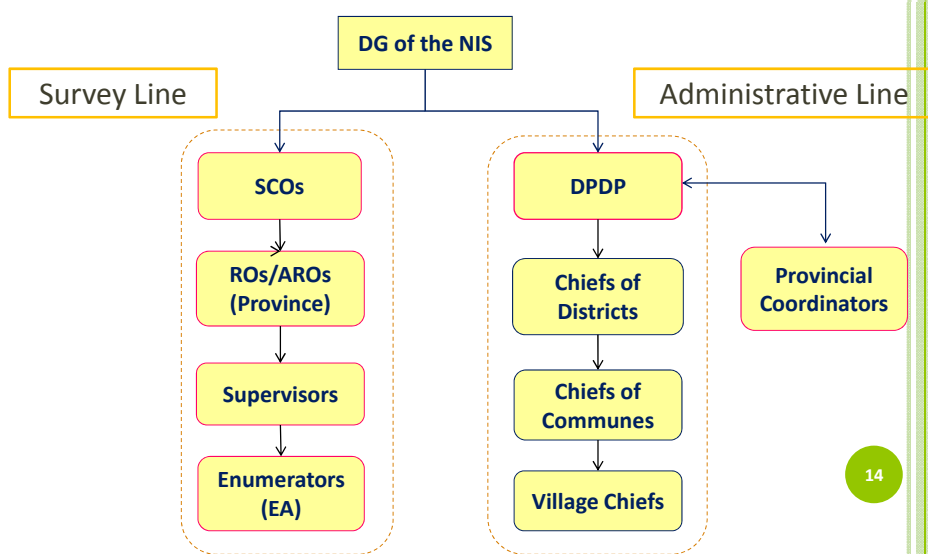 DG of the NIS
Survey Line
Administrative Line
SCOs
DPDP
ROs/AROs
(Province)
Chiefs of
Districts
Provincial
Coordinators
Supervisors
Chiefs of
Communes
Enumerators
(EA)
Village Chiefs
14